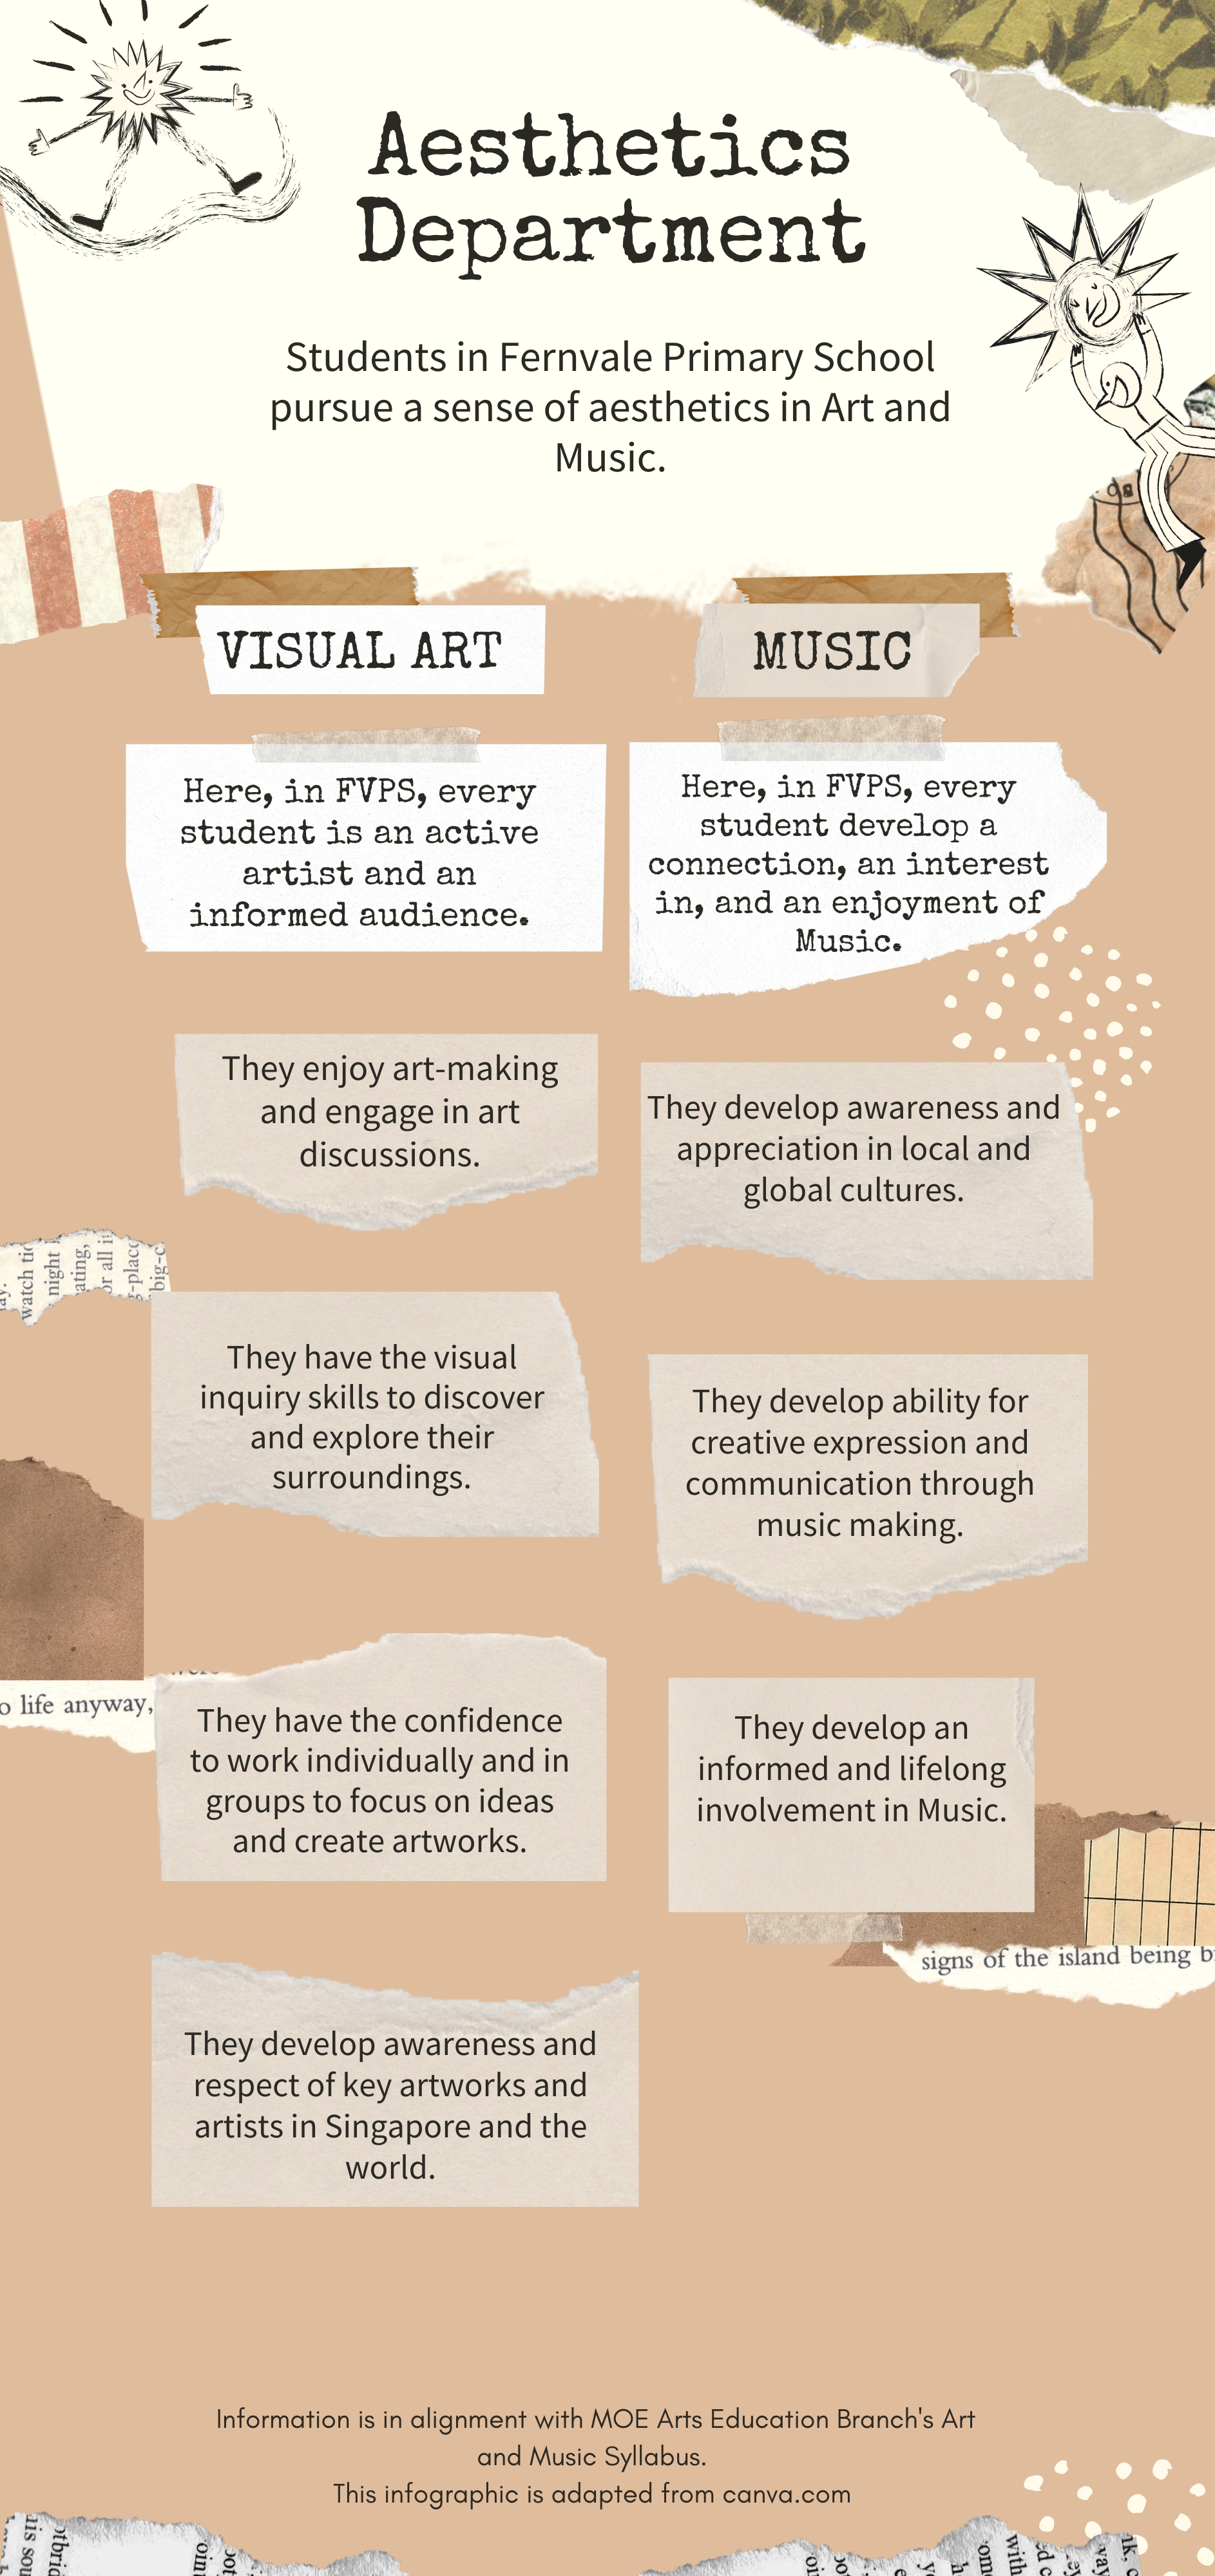 Aesthetics
Department
Students in Fernvale Primary School
pursue a sense of aesthetics in Art and
Music.
VISUAL ART
Here, in FVPS, every
student is an active
artist and an
informed audience.
They enjoy art-making
and engage in art
discussions.
They have the visual
inquiry skills to discover
and explore their
surroundings.
They have the confidence
to work individually and in
groups to focus on ideas
and create artworks.
They develop awareness and
respect of key artworks and
artists in Singapore and the
world.
MUSIC
Here, in FVPS, every
student develop a
connection, an interest
in, and an enjoyment of
Music.
They develop awareness and
appreciation in local and
global cultures.
They develop ability for
creative expression and
communication through
music making.
They develop an
informed and lifelong
involvement in Music.
watch
night
ating,
or all
g-place
big-c
o life anyway,
signs of the island being b
Information is in alignment with MOE Arts Education Branch's Art
and Music Syllabus.
This infographic is adapted from canva.com